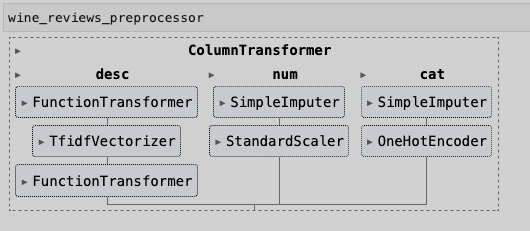 wine_reviews_preprocessor
ColumnTransformer
desc num cat
FunctionTransformer SimpleImputer SimpleImputer
TfidfVectorizer StandardScaler OneHotEncoder
FunctionTransformer